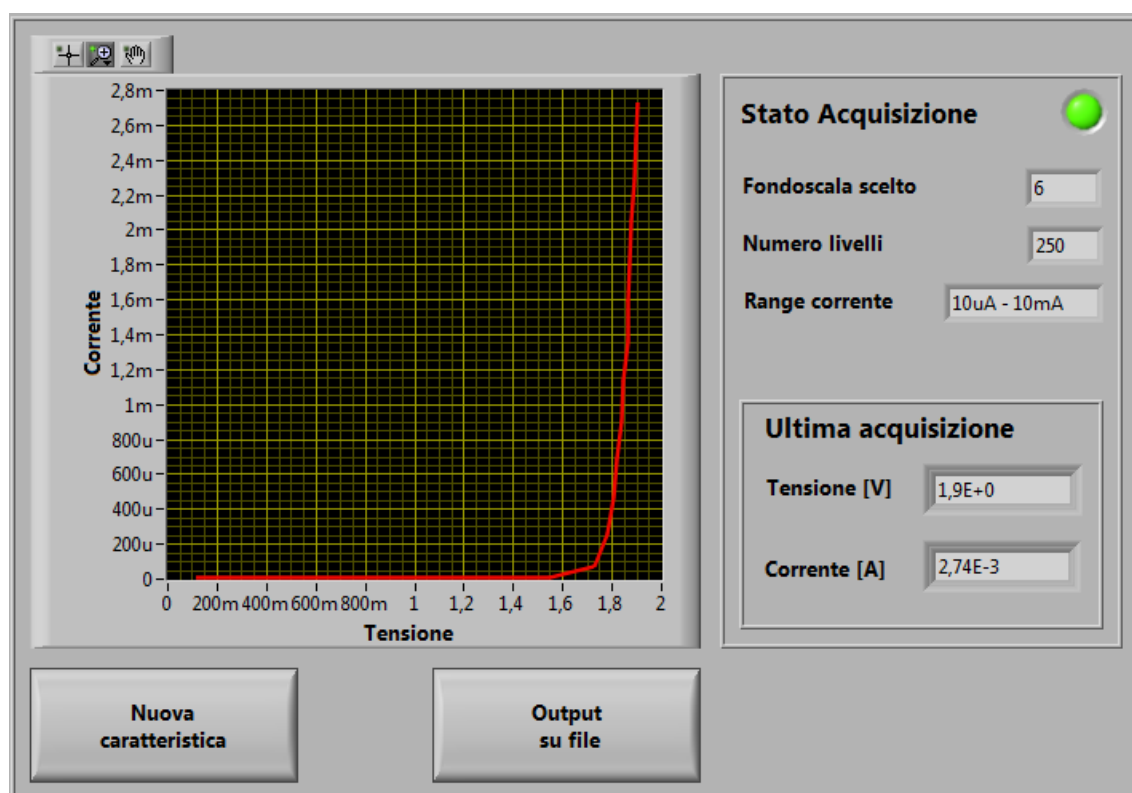 2,8m
2,6m
2,4m
2,2m
2m
1,8m
1,6m
1,4m
1,2m
1m
800u
600u
400u
200u
0
Corrente
0 200m 400m 600m 800m 1 1,2 1,4 1,6 1,8 2
Tensione
Stato Acquisizione
Fondoscala scelto 6
Numero livelli 250
Range corrente 10uA - 10mA
Ultima acquisizione
Tensione [V] 1,9E+0
Corrente [A] 2,74E-3
Nuova
caratteristica
Output
su file